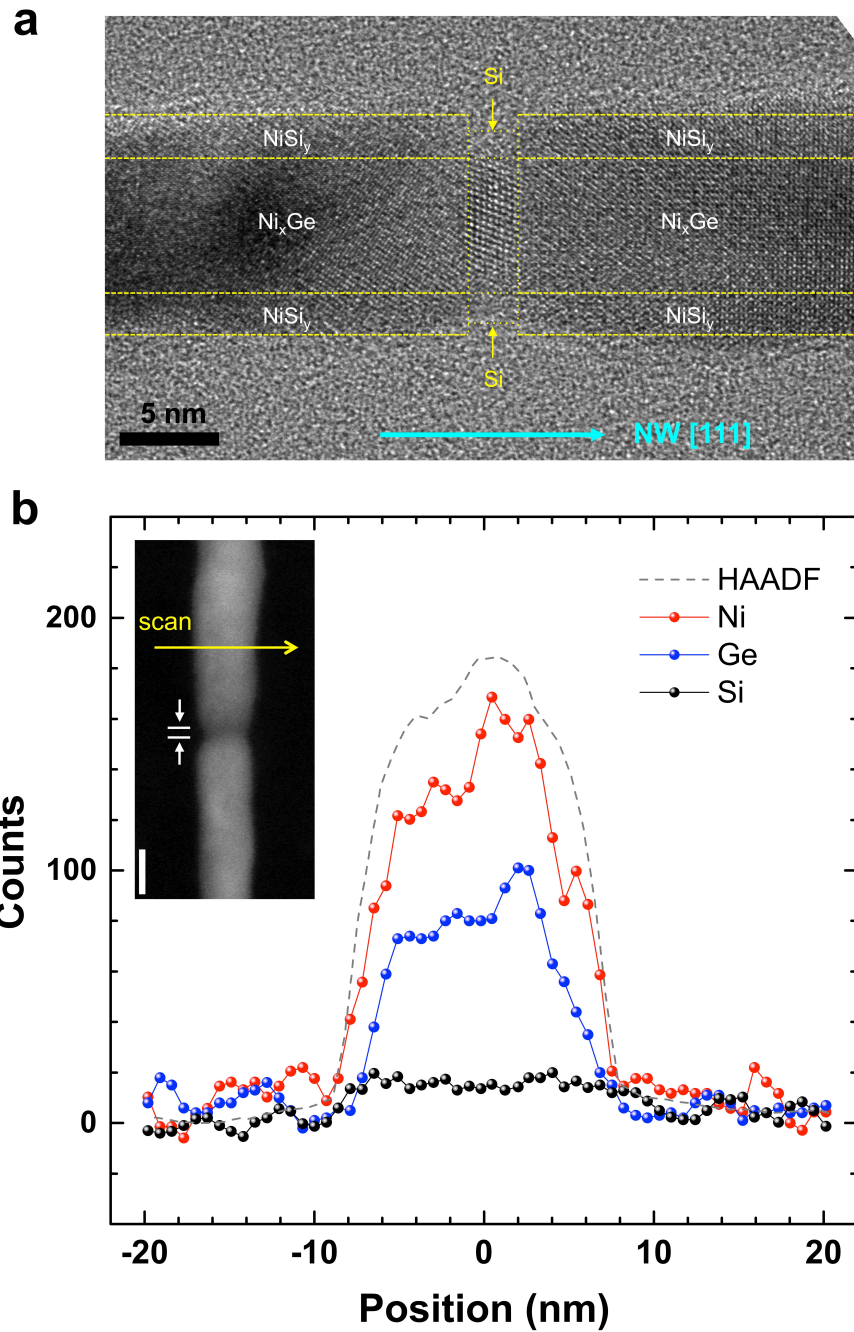 a
Si
NiSiy NiSiy
NixGe NixGe
NiSiy NiSiy
Si
5 nm
NW [111]
b
scan
HAADF
Ni
Ge
Si
200
100
0
Counts
-20 -10 0 10 20
Position (nm)